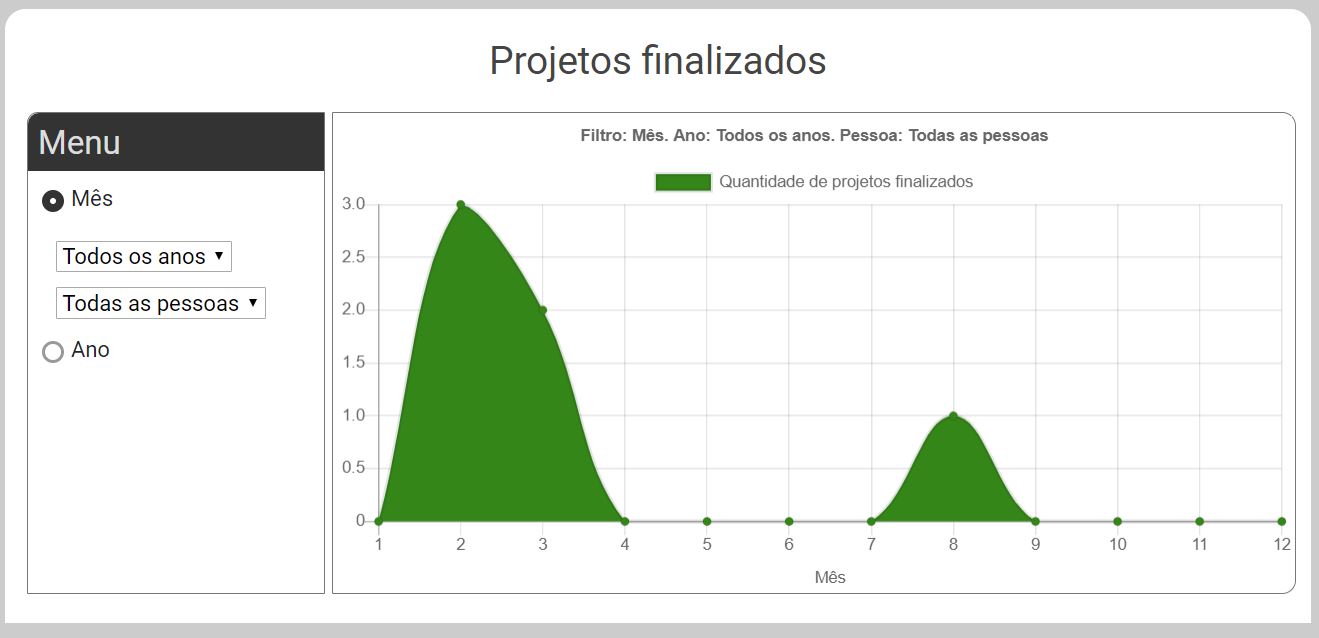 Projetos finalizados
Menu
Mês
Todos os anos
Todas as pessoas
Ano
Filtro: Mês. Ano: Todos os anos. Pessoa: Todas as pessoas
Quantidade de projetos finalizados
3.0
2.5
2.0
1.5
1.0
0.5
0
1 2 3 4 5 6 7 8 9 10 11 12
Mês